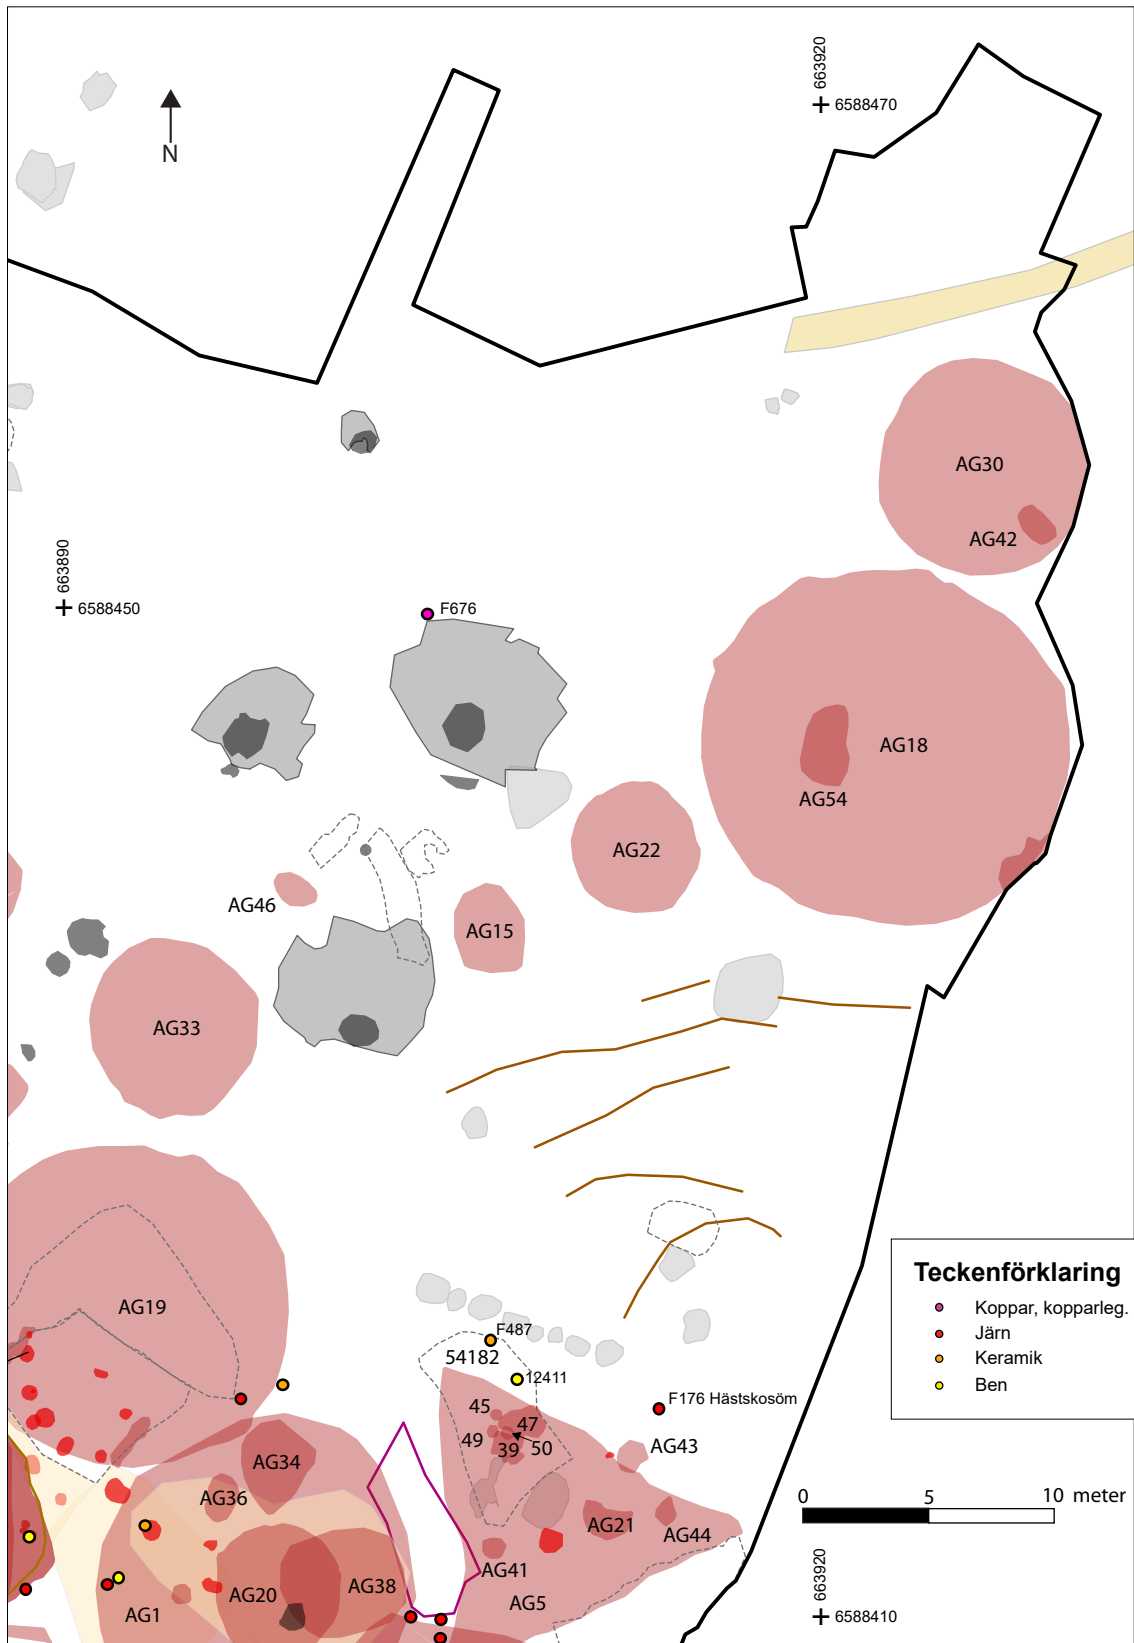 663920
6588470
N
AG30
AG42
663890
6588450
F676
AG18
AG54
AG22
AG46
AG15
AG33
AG19
F487
54182
12411
F176 Hästskosöm
45
47
49
39
50
AG43
AG34
AG36
AG21
AG44
AG41
AG20
AG38
AG5
AG1
Teckenförklaring
Koppar, kopparleg.
Järn
Keramik
Ben
0 5 10 meter
663920
6588410